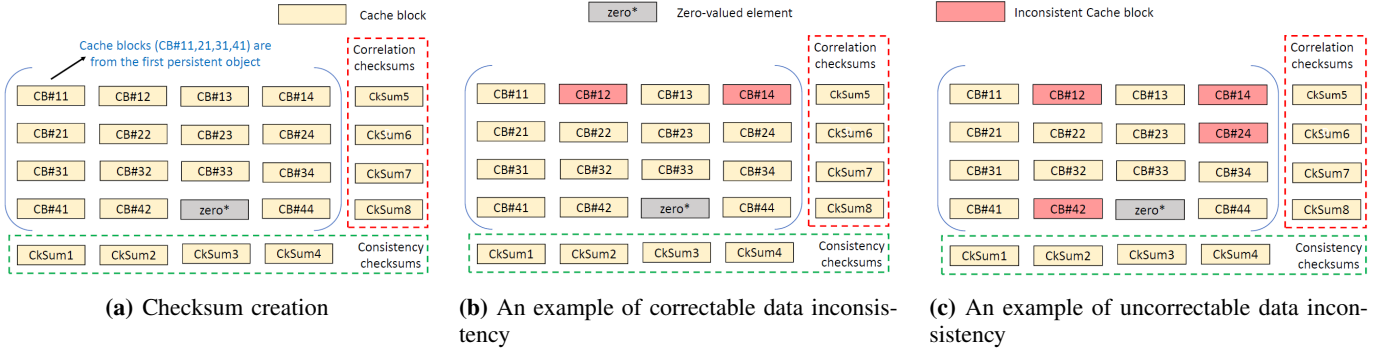 Cache block
zero*
Zero-valued element
Inconsistent Cache block
Cache blocks (CB#11,21,31,41) are
from the first persistent object
Correlation
checksums
CB#11 CB#12 CB#13 CB#14 CkSum5
CB#21 CB#22 CB#23 CB#24 CkSum6
CB#31 CB#32 CB#33 CB#34 CkSum7
CB#41 CB#42 zero* CB#44 CkSum8
CkSum1 CkSum2 CkSum3 CkSum4
Consistency
checksums
(a) Checksum creation
Correlation
checksums
CB#11 CB#12 CB#13 CB#14 CkSum5
CB#21 CB#22 CB#23 CB#24 CkSum6
CB#31 CB#32 CB#33 CB#34 CkSum7
CB#41 CB#42 zero* CB#44 CkSum8
CkSum1 CkSum2 CkSum3 CkSum4
Consistency
checksums
(b) An example of correctable data inconsis-
tency
Correlation
checksums
CB#11 CB#12 CB#13 CB#14 CkSum5
CB#21 CB#22 CB#23 CB#24 CkSum6
CB#31 CB#32 CB#33 CB#34 CkSum7
CB#41 CB#42 zero* CB#44 CkSum8
CkSum1 CkSum2 CkSum3 CkSum4
Consistency
checksums
(c) An example of uncorrectable data incon-
sistency